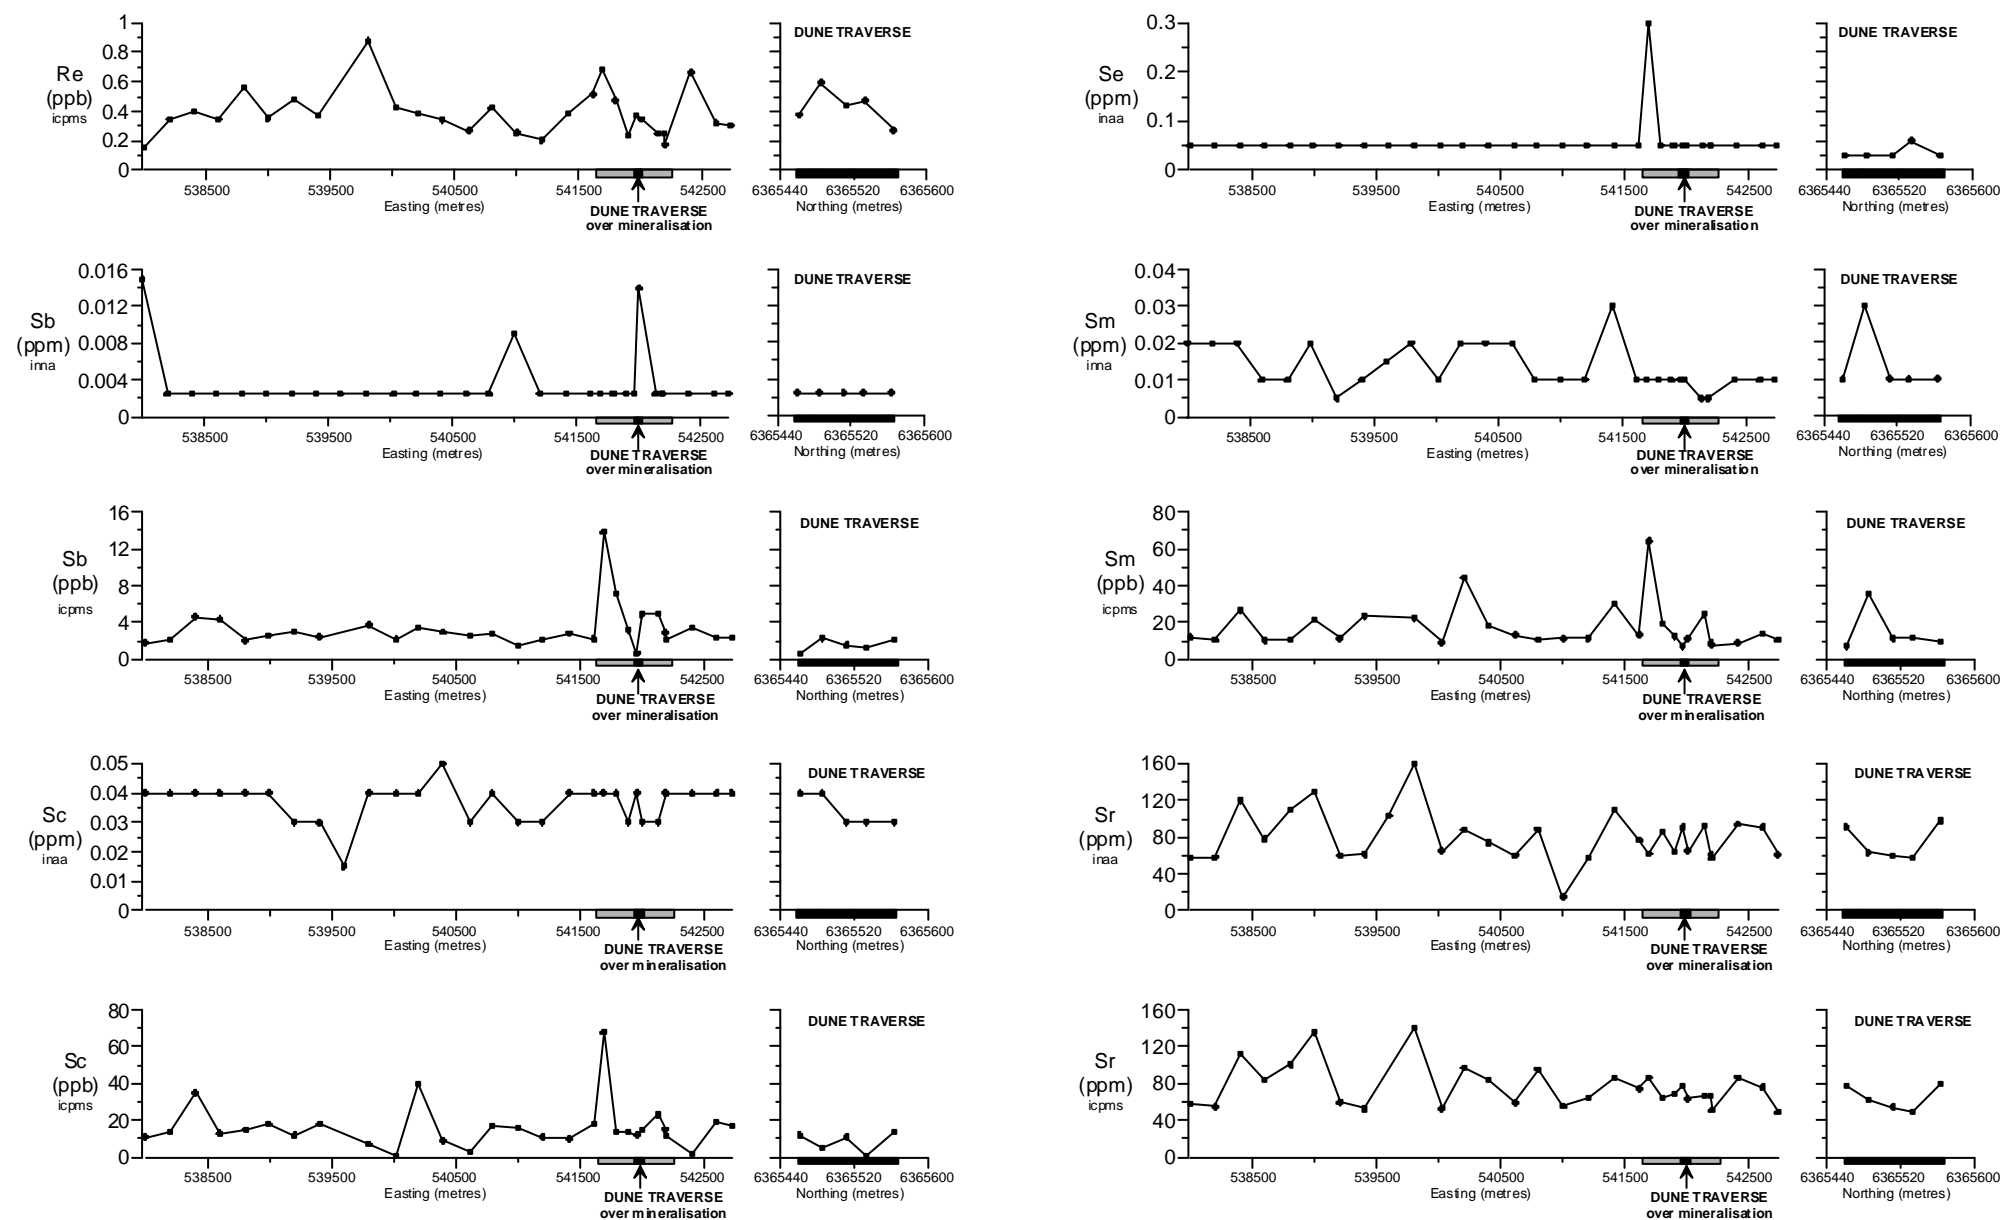 1
0.8
0.6
0.4
0.2
0
Re
(ppb)
icpms
538500 539500 540500 541500 542500
Easting (metres)
DUNE TRAVERSE
over mineralisation
DUNE TRAVERSE
6365440 6365520 6365600
Northing (metres)
0.3
0.2
0.1
0
Se
(ppm)
inaa
538500 539500 540500 541500 542500
Easting (metres)
DUNE TRAVERSE
over mineralisation
DUNE TRAVERSE
6365440 6365520 6365600
Northing (metres)
0.016
0.012
0.008
0.004
0
Sb
(ppm)
inna
538500 539500 540500 541500 542500
Easting (metres)
DUNE TRAVERSE
over mineralisation
DUNE TRAVERSE
6365440 6365520 6365600
Northing (metres)
0.04
0.03
0.02
0.01
0
Sm
(ppm)
inna
538500 539500 540500 541500 542500
Easting (metres)
DUNE TRAVERSE
over mineralisation
DUNE TRAVERSE
6365440 6365520 6365600
Northing (metres)
16
12
8
4
0
Sb
(ppb)
icpms
538500 539500 540500 541500 542500
Easting (metres)
DUNE TRAVERSE
over mineralisation
DUNE TRAVERSE
6365440 6365520 6365600
Northing (metres)
80
60
40
20
0
Sm
(ppb)
icpms
538500 539500 540500 541500 542500
Easting (metres)
DUNE TRAVERSE
over mineralisation
DUNE TRAVERSE
6365440 6365520 6365600
Northing (metres)
0.05
0.04
0.03
0.02
0.01
0
Sc
(ppm)
inaa
538500 539500 540500 541500 542500
Easting (metres)
DUNE TRAVERSE
over mineralisation
DUNE TRAVERSE
6365440 6365520 6365600
Northing (metres)
160
120
80
40
0
Sr
(ppm)
inaa
538500 539500 540500 541500 542500
Easting (metres)
DUNE TRAVERSE
over mineralisation
DUNE TRAVERSE
6365440 6365520 6365600
Northing (metres)
80
60
40
20
0
Sc
(ppb)
icpms
538500 539500 540500 541500 542500
Easting (metres)
DUNE TRAVERSE
over mineralisation
DUNE TRAVERSE
6365440 6365520 6365600
Northing (metres)
160
120
80
40
0
Sr
(ppm)
icpms
538500 539500 540500 541500 542500
Easting (metres)
DUNE TRAVERSE
over mineralisation
DUNE TRAVERSE
6365440 6365520 6365600
Northing (metres)